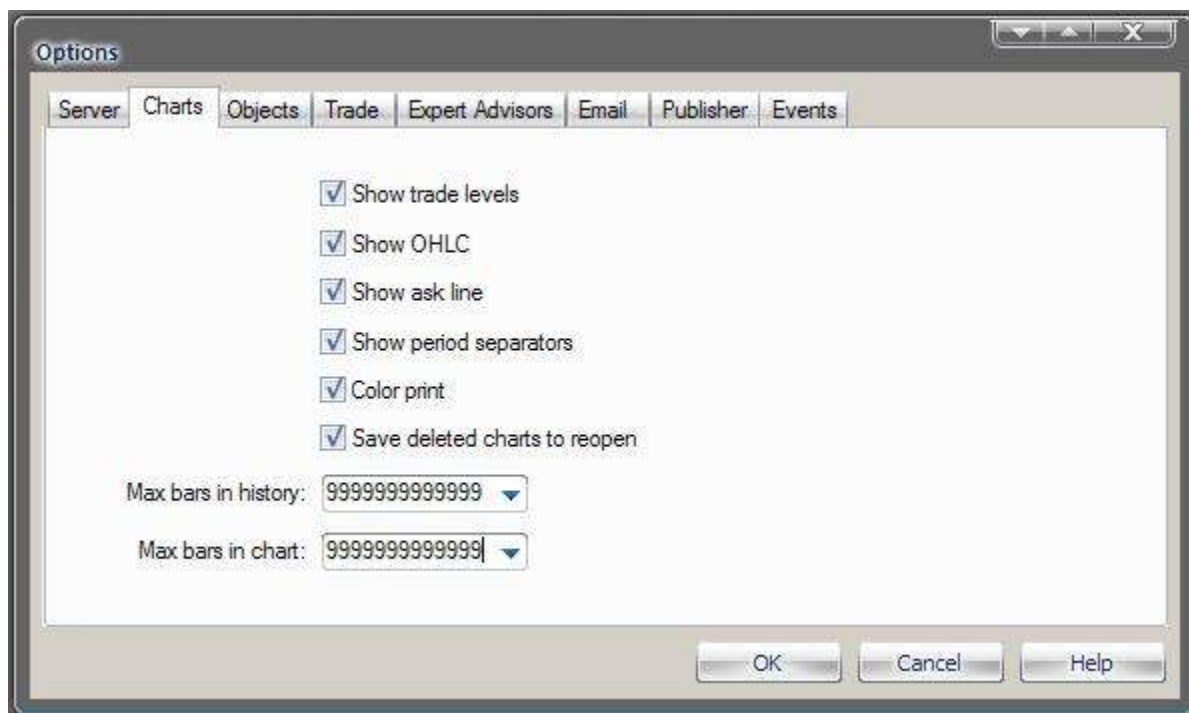 Options
Server Charts Objects Trade Expert Advisors Email Publisher Events
Show trade levels
Show OHLC
Show ask line
Show period separators
Color print
Save deleted charts to reopen
Max bars in history: 9999999999999
Max bars in chart: 9999999999999
OK Cancel Help